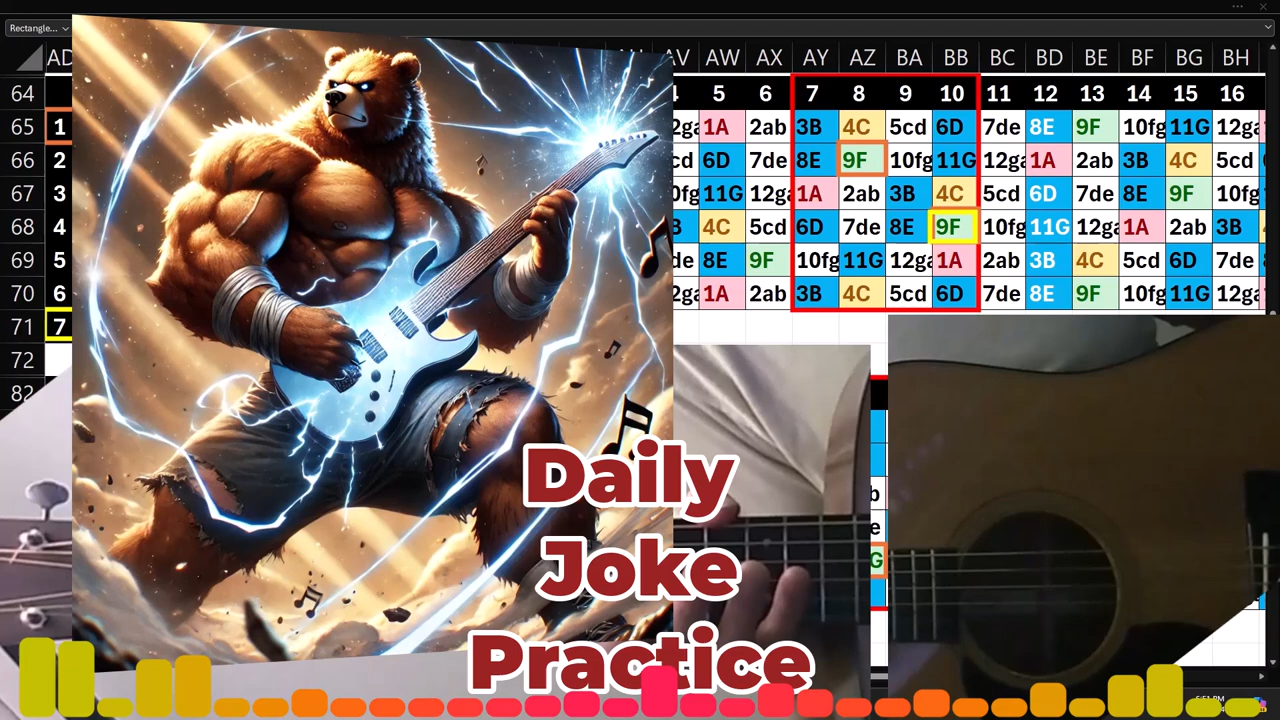 Rectangle...
AD AV AW AX AY AZ BA BB BC BD BE BF BG BH
64 5 6 7 8 9 10 11 12 13 14 15 16
65 1 1A 2ab 3B 4C 5cd 6D 7de 8E 9F 10fg 11G 12ga
66 2 cd 6D 7de 8E 9F 10fg 11G 12ga 1A 2ab 3B 4C 5cd
67 3 fg 11G 12ga 1A 2ab 3B 4C 5cd 6D 7de 8E 9F 10fg
68 4 B 4C 5cd 6D 7de 8E 9F 10fg 11G 12ga 1A 2ab 3B
69 5 de 8E 9F 10fg 11G 12ga 1A 2ab 3B 4C 5cd 6D 7de
70 6 2ga 1A 2ab 3B 4C 5cd 6D 7de 8E 9F 10fg 11G 12ga
71 7
72
82
b
e
G
Daily
Joke
Practice